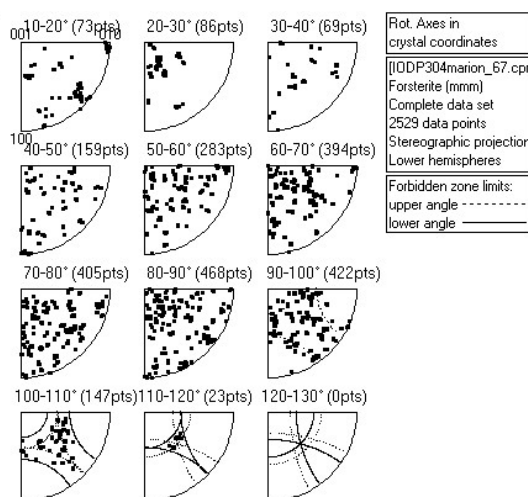 10-20° (73pts)
20-30° (86pts)
30-40° (69pts)
001
010
100
Rot. Axes in
crystal coordinates
[IODP304marion_67.cpr
Forsterite (mmm)
Complete data set
2529 data points
Stereographic projection
Lower hemispheres
Forbidden zone limits:
upper angle
lower angle
40-50° (159pts)
50-60° (283pts)
60-70° (394pts)
70-80° (405pts)
80-90° (468pts)
90-100° (422pts)
100-110° (147pts)
110-120° (23pts)
120-130° (0pts)